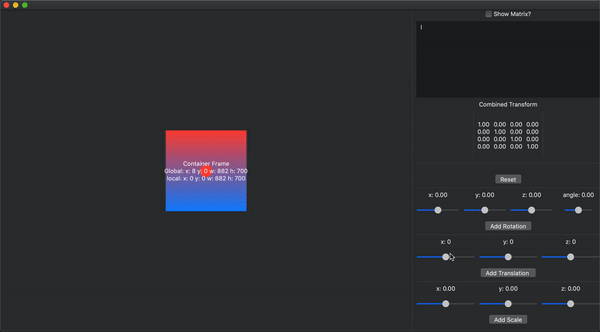 Show Matrix?
I
Combined Transform
1.00 0.00 0.00 0.00
0.00 1.00 0.00 0.00
0.00 0.00 1.00 0.00
0.00 0.00 0.00 1.00
Container Frame
Global: x: 8 y: 0 w: 882 h: 700
local: x: 0 y: 0 w: 882 h: 700
Reset
x: 0.00 y: 0.00 z: 0.00 angle: 0.00
Add Rotation
x: 0 y: 0 z: 0
Add Translation
x: 0.00 y: 0.00 z: 0.00
Add Scale